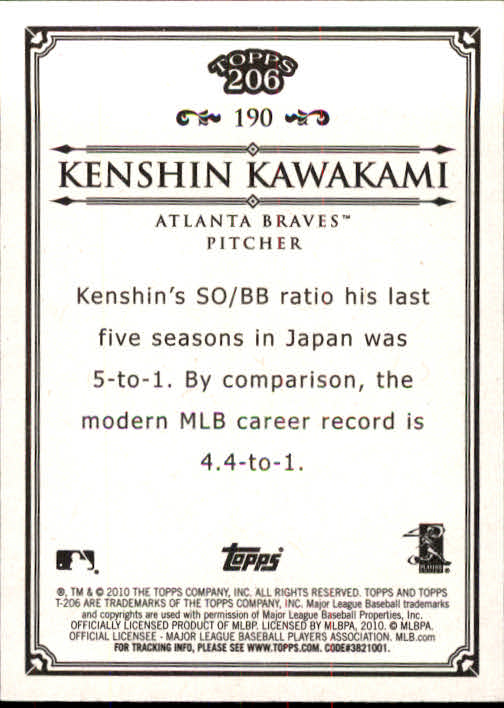 TOPPS
206
190
KENSHIN KAWAKAMI
ATLANTA BRAVES™
PITCHER
Kenshin's SO/BB ratio his last
five seasons in Japan was
5-to-1. By comparison, the
modern MLB career record is
4.4-to-1.
topps
®, TM & © 2010 THE TOPPS COMPANY, INC. ALL RIGHTS RESERVED. TOPPS AND TOPPS
T-206 ARE TRADEMARKS OF THE TOPPS COMPANY, INC. Major League Baseball trademarks
and copyrights are used with permission of Major League Baseball Properties, Inc.
OFFICIALLY LICENSED PRODUCT OF MLBP. LICENSED BY MLBPA, 2010. © MLBPA.
OFFICIAL LICENSEE - MAJOR LEAGUE BASEBALL PLAYERS ASSOCIATION. MLB.com
FOR TRACKING INFO, PLEASE SEE WWW.TOPPS.COM. CODE#3821001.